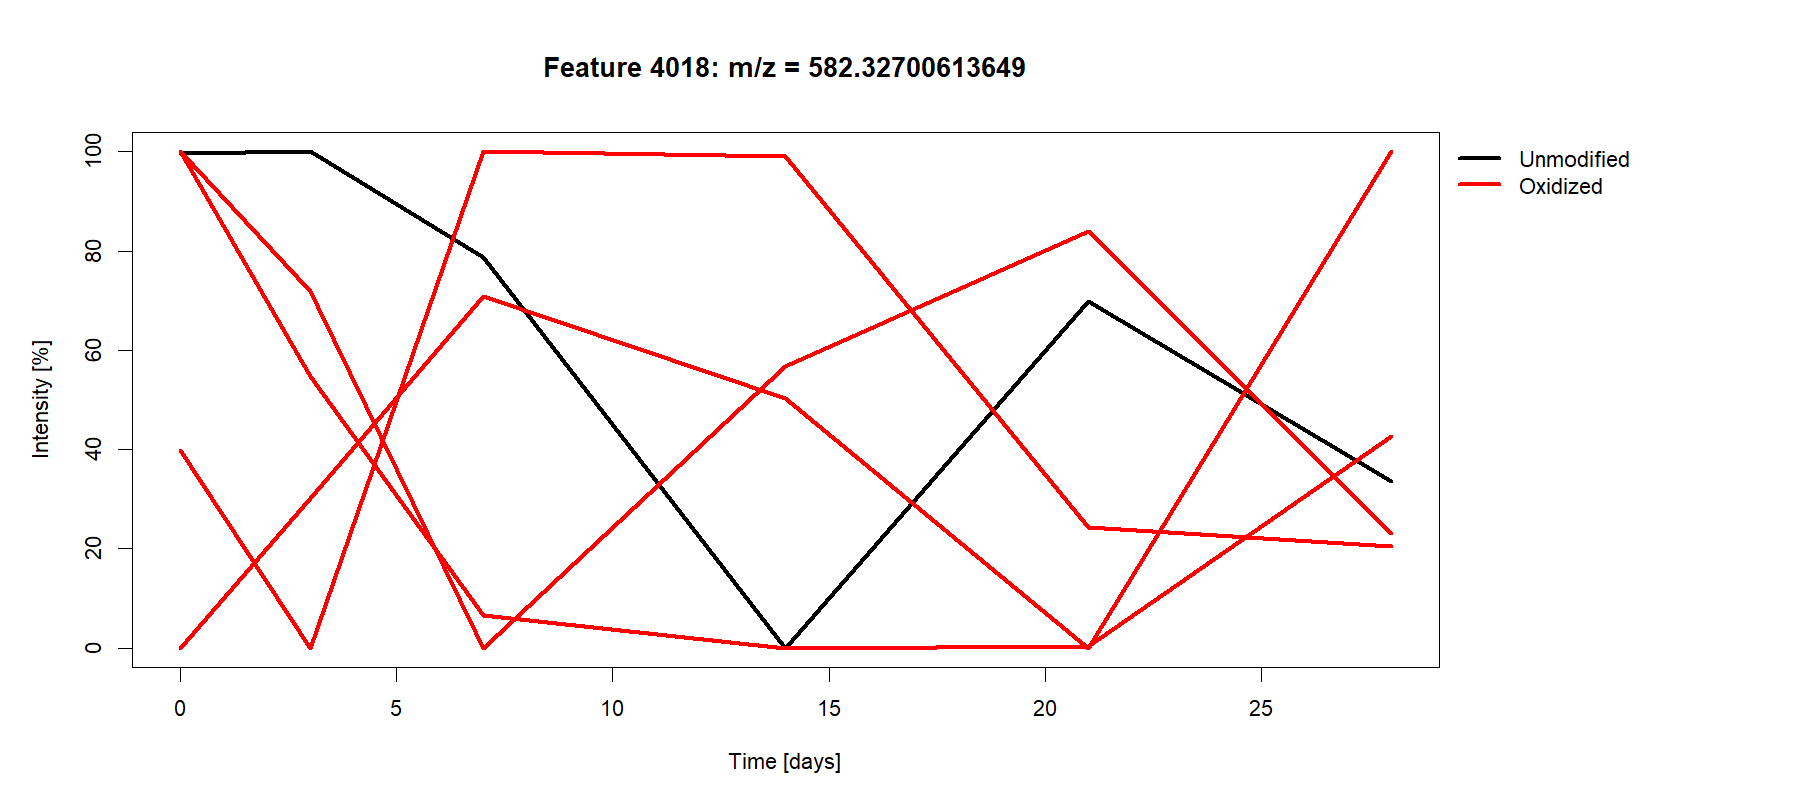 Feature 4018: m/z = 582.32700613649
Unmodified
Oxidized
Intensity [%]
100
80
60
40
20
0
0 5 10 15 20 25
Time [days]